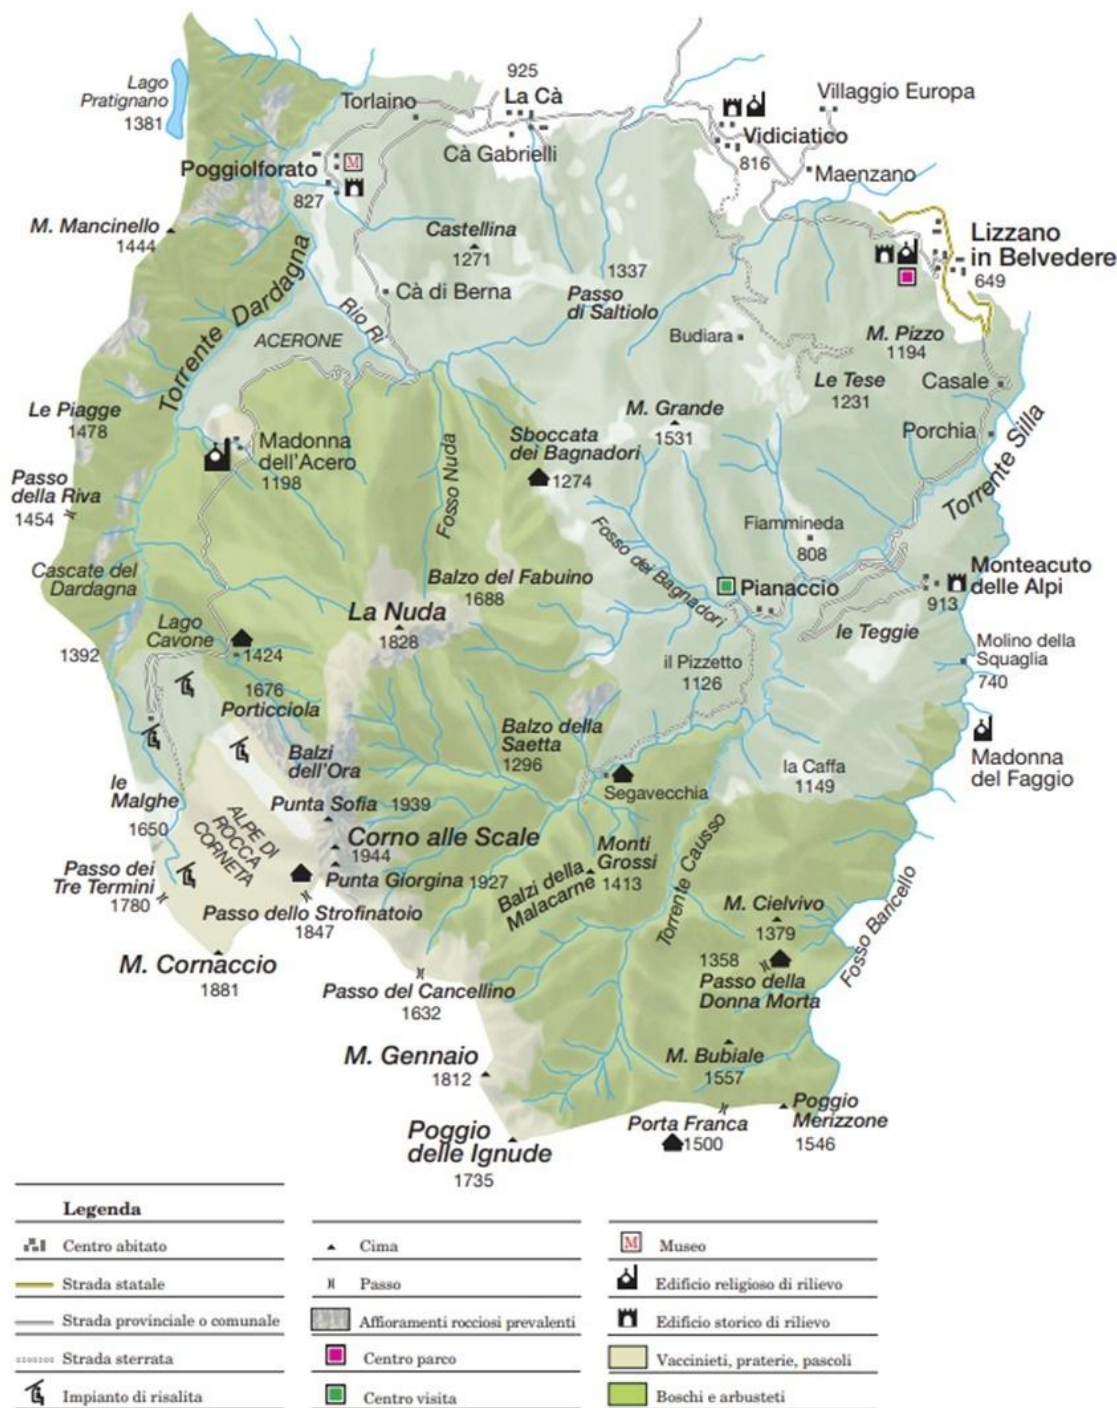 Lago
Pratignano
1381
925
La Cà
Torlaino
Cà Gabrielli
Villaggio Europa
Vidiciatico
816
Maenzano
Poggiolforato
M
827
M. Mancinello
1444
Castellina
1271
1337
Passo
di Saltiolo
Lizzano
in Belvedere
649
Torrente Dardagna
Rio Ri
Cà di Berna
ACERONE
Budiara
M. Pizzo
1194
Le Tese
1231
Casale
Le Piagge
1478
M. Grande
1531
Porchia
Torrente Silla
Madonna
dell'Acero
1198
Sboccata
dei Bagnadori
1274
Fosso Nuda
Passo
della Riva
1454
Fiammineda
808
Fosso dei Bagnadori
Cascate del
Dardagna
Balzo del Fabuino
1688
Pianaccio
Monteacuto
delle Alpi
913
La Nuda
1828
le Teggie
Lago
Cavone
1424
1392
Molino della
Squaglia
740
il Pizzetto
1126
1676
Porticciola
Balzi
dell'Ora
Balzo della
Saetta
1296
Madonna
del Faggio
la Caffa
1149
Segavecchia
le
Malghe
1650
Punta Sofia 1939
ALPE DI
ROCCA
CORNETA
Corno alle Scale
1944
Punta Giorgina 1927
Monti
Grossi
1413
Balzi della
Malacarne
Torrente Causso
Passo dei
Tre Termini
1780
Passo dello Strofinatoio
1847
M. Cielvivo
1379
1358
Passo della
Donna Morta
Fosso Baricello
M. Cornaccio
1881
Passo del Cancellino
1632
M. Gennaio
1812
M. Bubiale
1557
Poggio
Merizzone
1546
Porta Franca
1500
Poggio
delle Ignude
1735
Legenda
Centro abitato
Strada statale
Strada provinciale o comunale
Strada sterrata
Impianto di risalita
Cima
Passo
Affioramenti rocciosi prevalenti
Centro parco
Centro visita
M Museo
Edificio religioso di rilievo
Edificio storico di rilievo
Vaccinieti, praterie, pascoli
Boschi e arbusteti